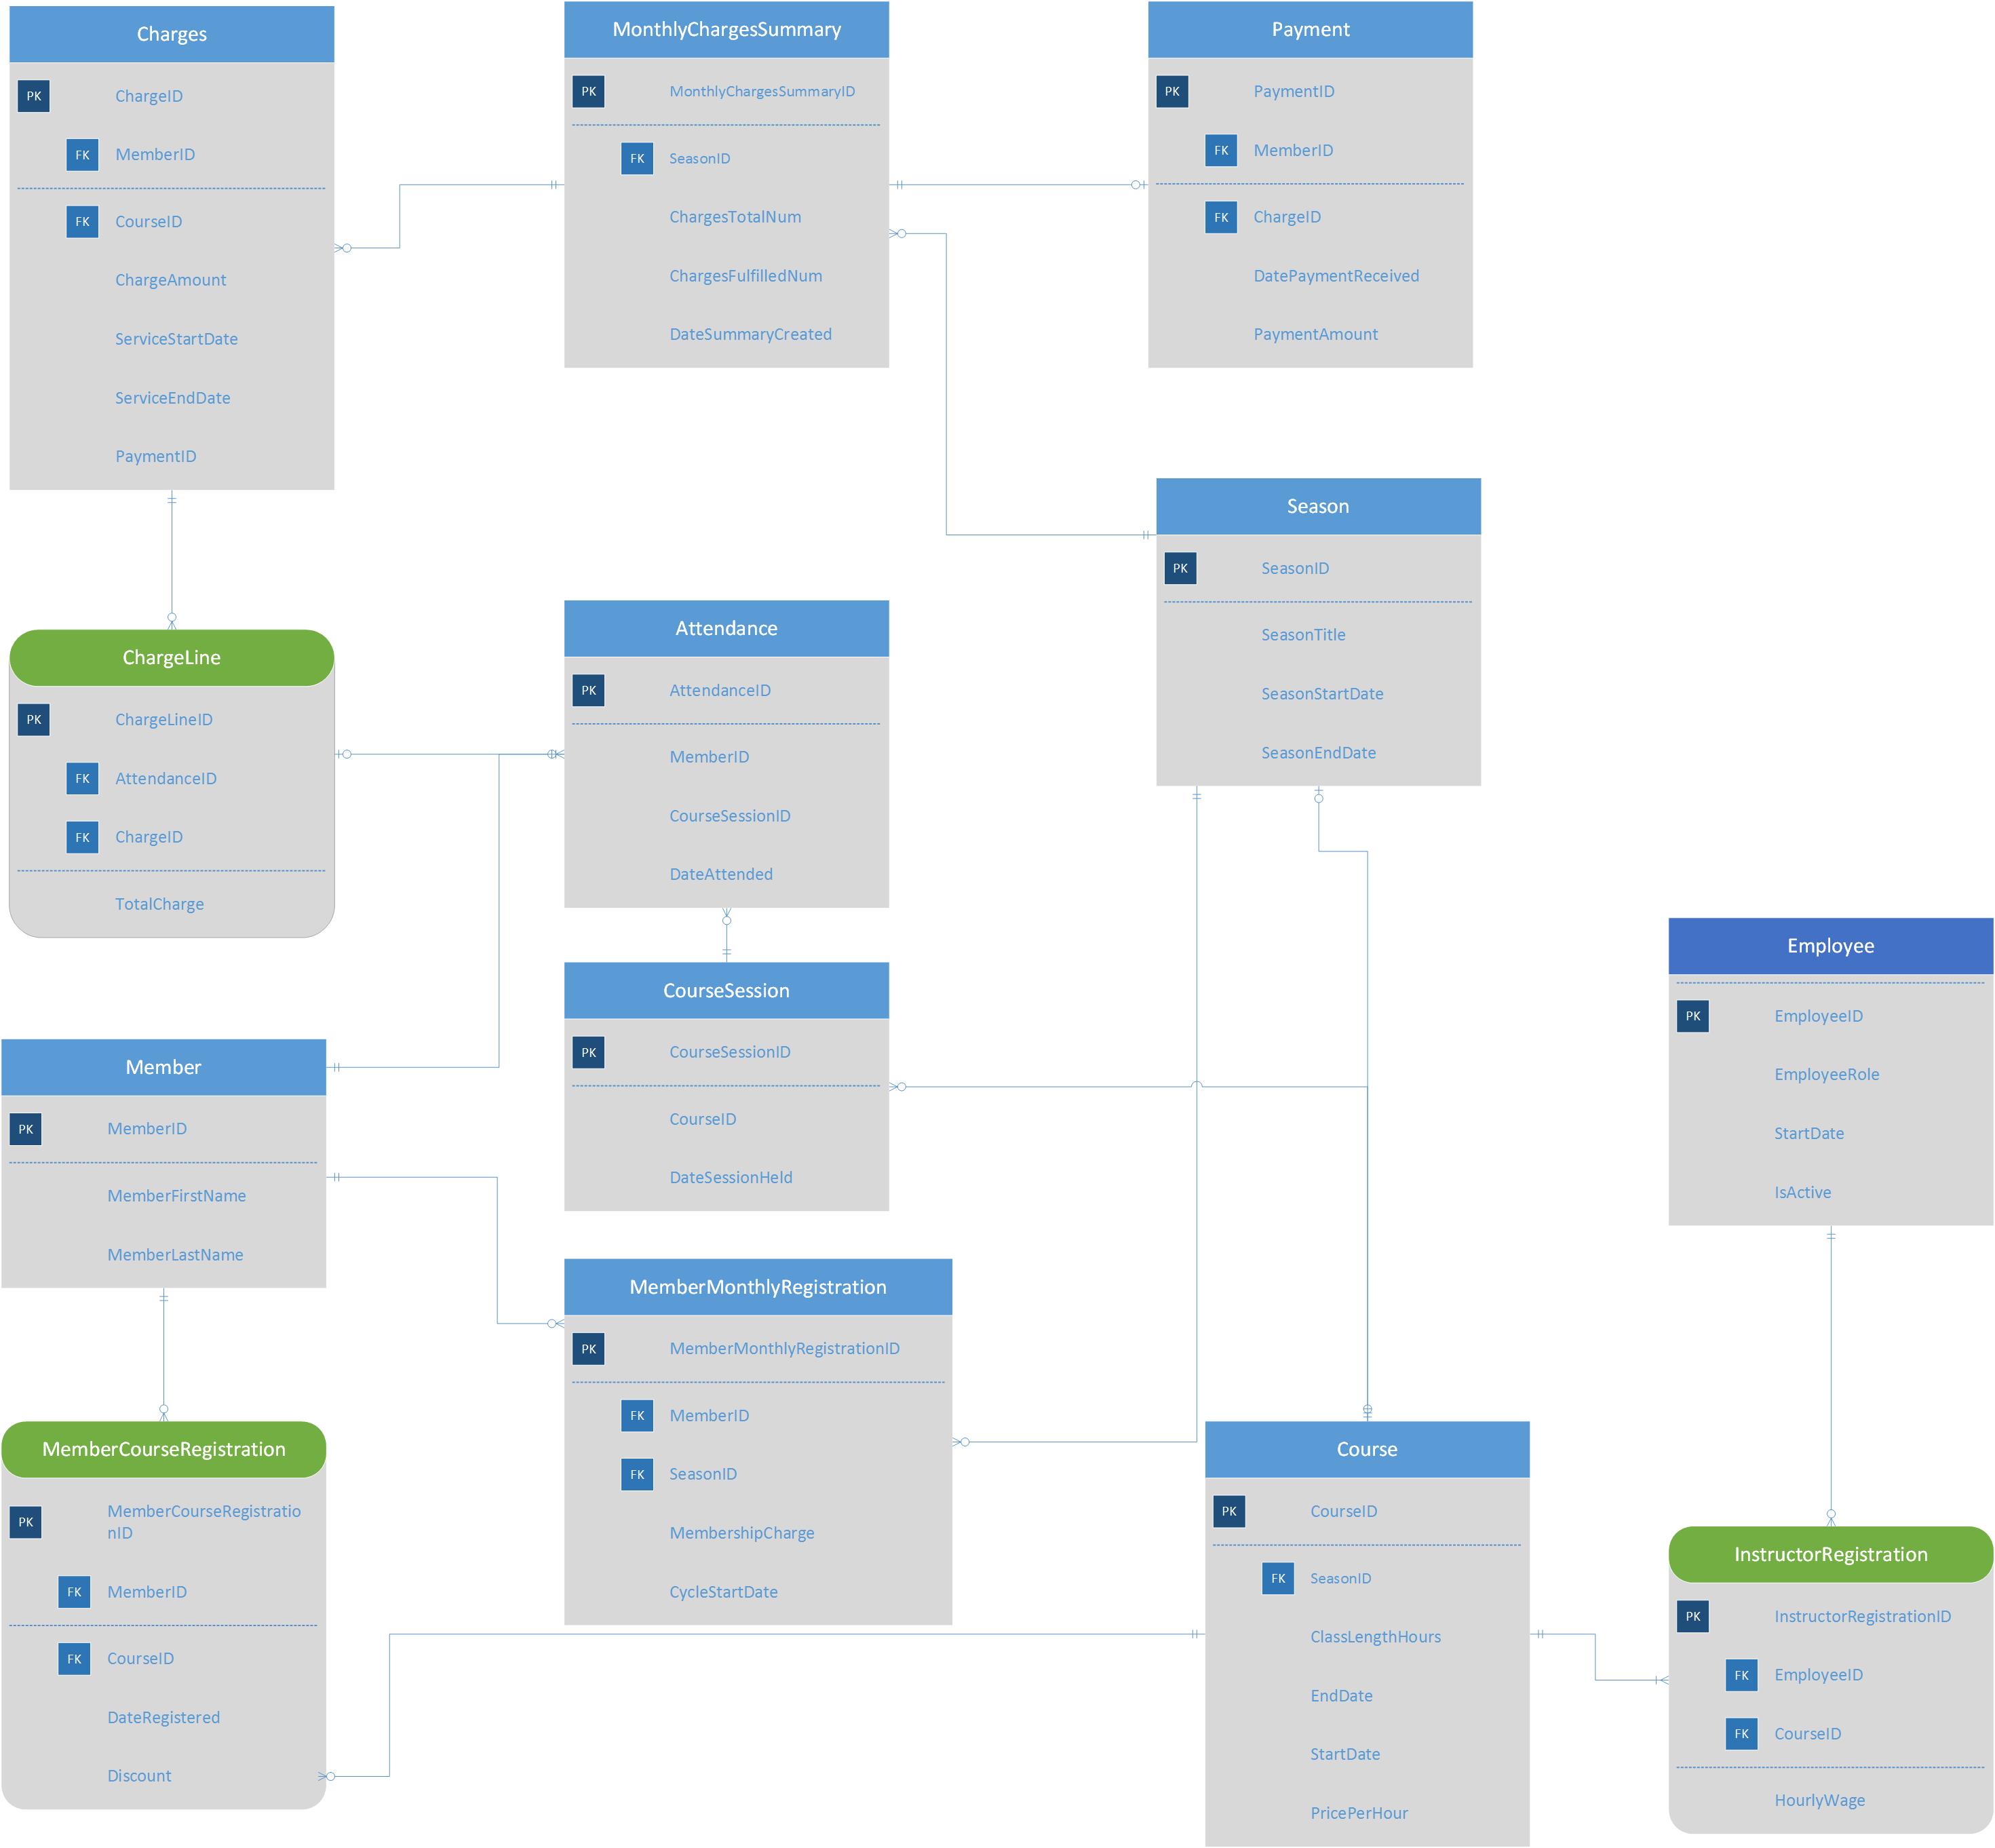 Charges
PK ChargeID
FK MemberID
FK CourseID
ChargeAmount
ServiceStartDate
ServiceEndDate
PaymentID
MonthlyChargesSummary
PK MonthlyChargesSummaryID
FK SeasonID
ChargesTotalNum
ChargesFulfilledNum
DateSummaryCreated
Payment
PK PaymentID
FK MemberID
FK ChargeID
DatePaymentReceived
PaymentAmount
Season
PK SeasonID
SeasonTitle
SeasonStartDate
SeasonEndDate
ChargeLine
PK ChargeLineID
FK AttendanceID
FK ChargeID
TotalCharge
Attendance
PK AttendanceID
MemberID
CourseSessionID
DateAttended
CourseSession
PK CourseSessionID
CourseID
DateSessionHeld
Employee
PK EmployeeID
EmployeeRole
StartDate
IsActive
Member
PK MemberID
MemberFirstName
MemberLastName
MemberMonthlyRegistration
PK MemberMonthlyRegistrationID
FK MemberID
FK SeasonID
MembershipCharge
CycleStartDate
MemberCourseRegistration
PK MemberCourseRegistratio
nID
FK MemberID
FK CourseID
DateRegistered
Discount
Course
PK CourseID
FK SeasonID
ClassLengthHours
EndDate
StartDate
PricePerHour
InstructorRegistration
PK InstructorRegistrationID
FK EmployeeID
FK CourseID
HourlyWage